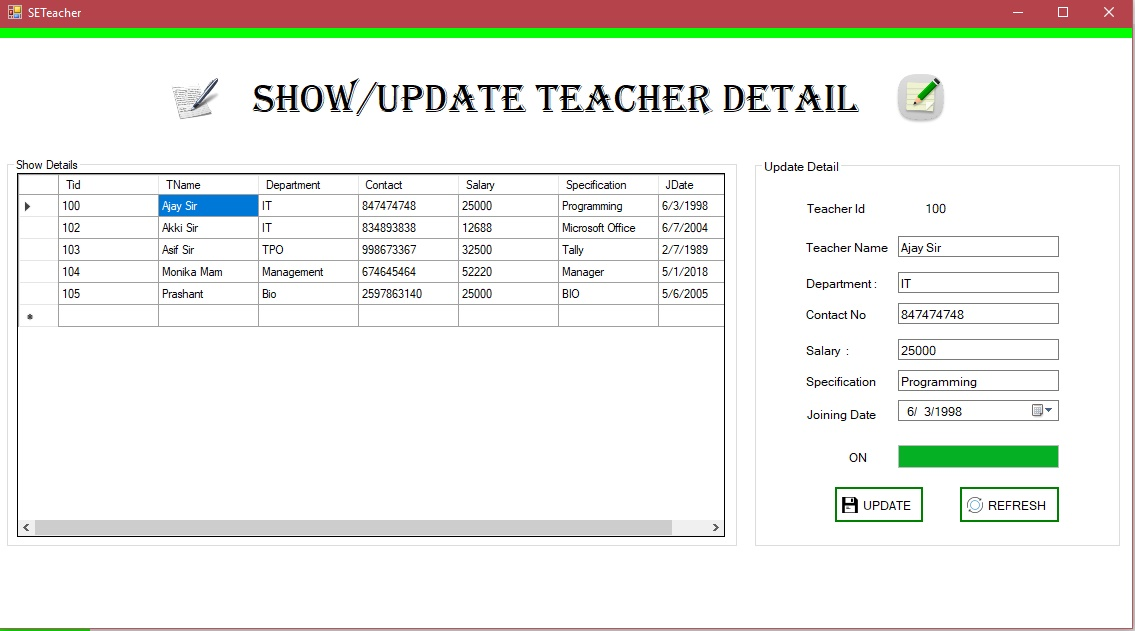 SETeacher
SHOW/UPDATE TEACHER DETAIL
Show Details
Tid TName Department Contact Salary Specification JDate
100 Ajay Sir IT 847474748 25000 Programming 6/3/1998
102 Akki Sir IT 834893838 12688 Microsoft Office 6/7/2004
103 Asif Sir TPO 998673367 32500 Tally 2/7/1989
104 Monika Mam Management 674645464 52220 Manager 5/1/2018
105 Prashant Bio 2597863140 25000 BIO 5/6/2005
Update Detail
Teacher Id 100
Teacher Name Ajay Sir
Department : IT
Contact No 847474748
Salary : 25000
Specification Programming
Joining Date 6/ 3/1998
ON
UPDATE REFRESH